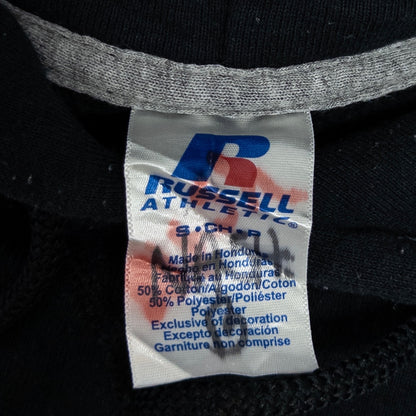 RUSSELL
ATHLETIC®
S • CH • P
Made in Honduras
Hecho en Honduras
Fabriqué au Honduras
50% Cotton/Algodón/Coton
50% Polyester/Poliéster
Polyester
Exclusive of decoration
Excepto decoración
Garniture non comprise